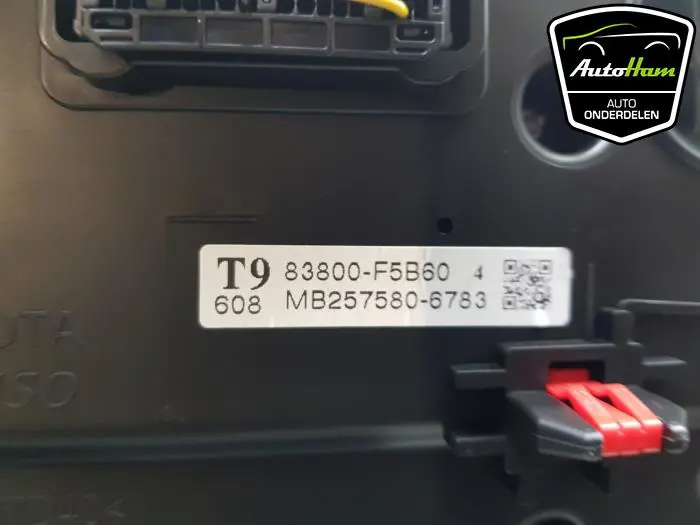 AutoHam
AUTO
ONDERDELEN
T9 83800-F5B60 4
608 MB257580-6783